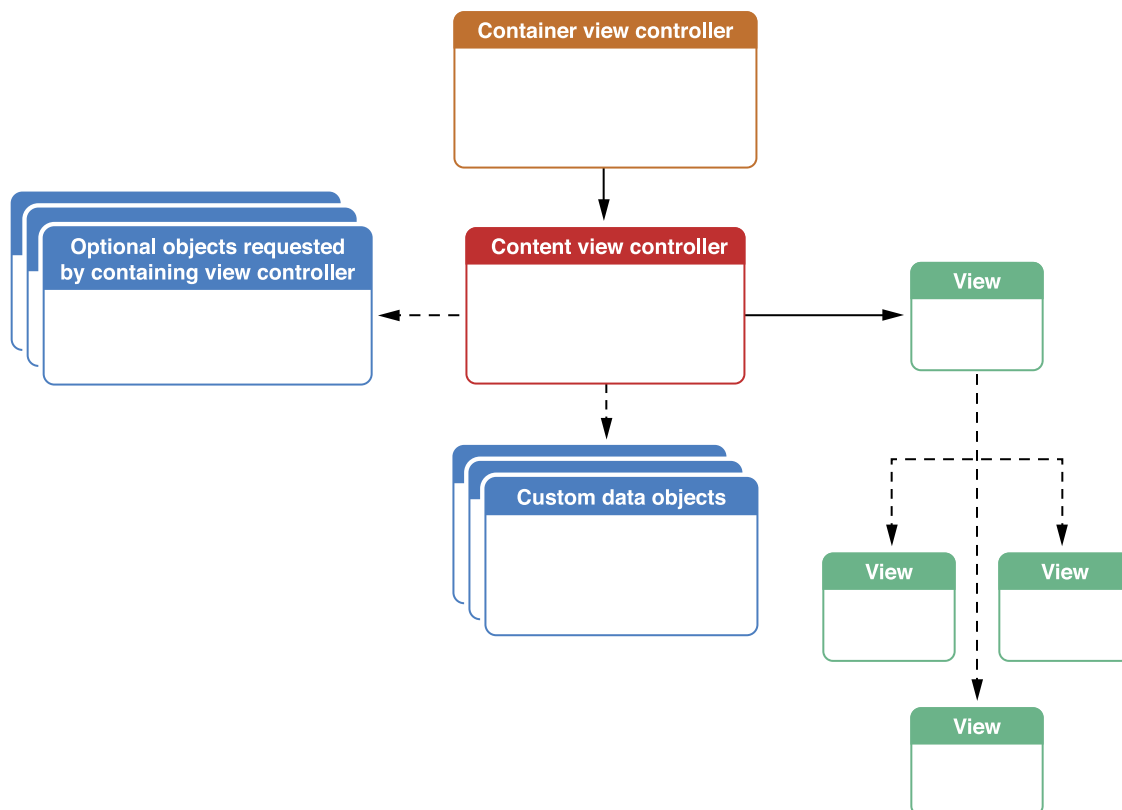 Container view controller
Optional objects requested
by containing view controller
Content view controller
View
Custom data objects
View
View
View